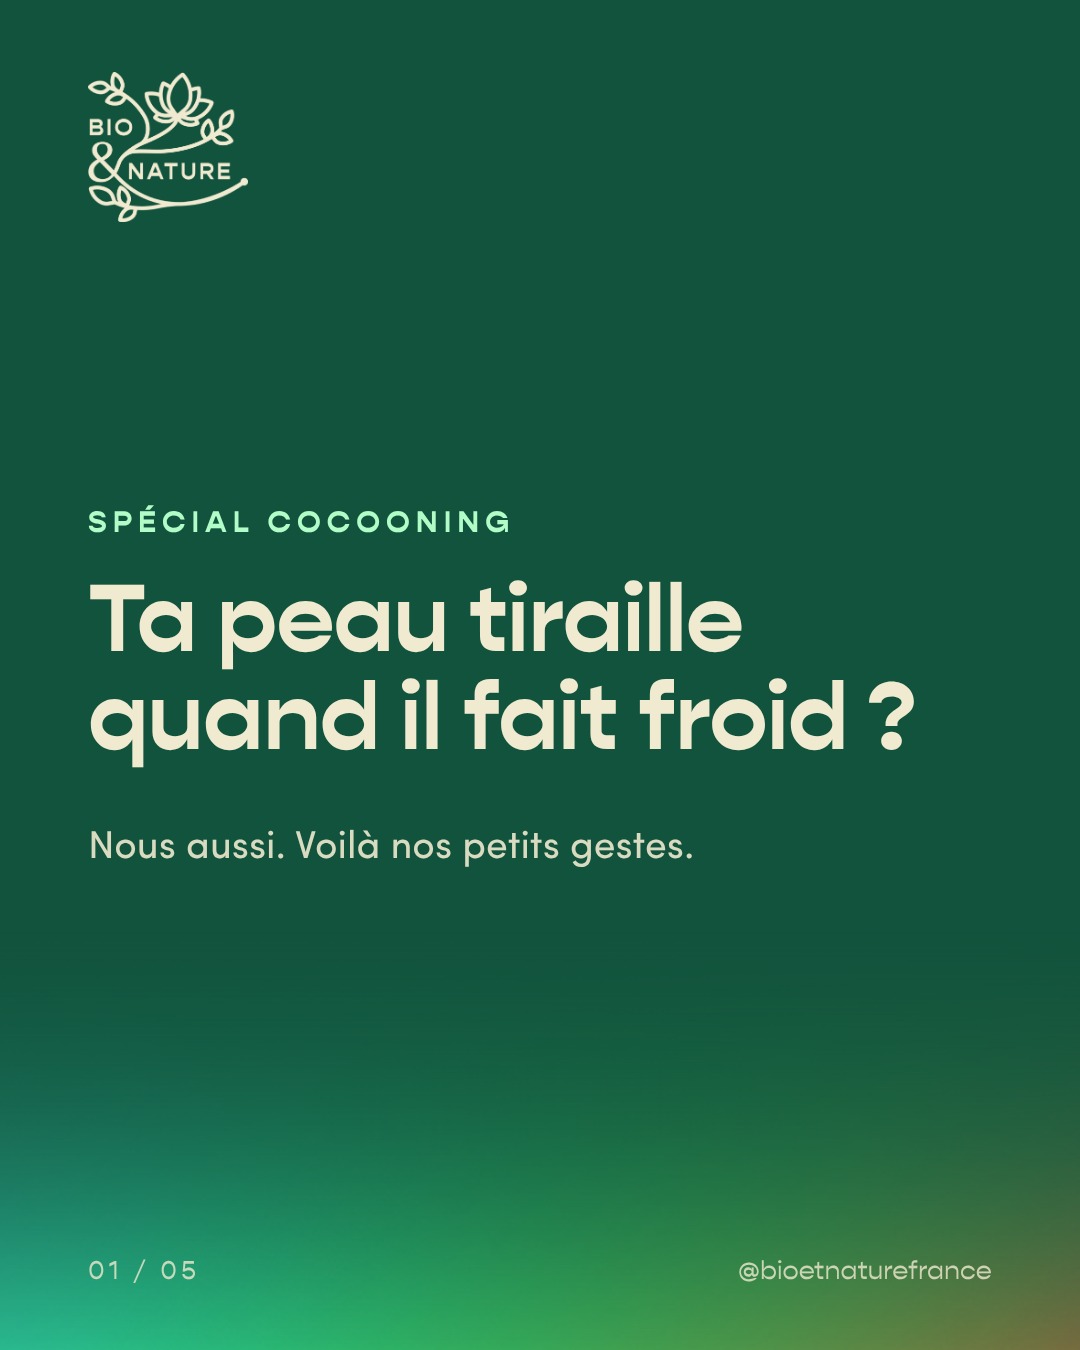 BIO
& NATURE
SPÉCIAL COCOONING
Ta peau tiraille
quand il fait froid ?
Nous aussi. Voilà nos petits gestes.
01 / 05
@bioetnaturefrance